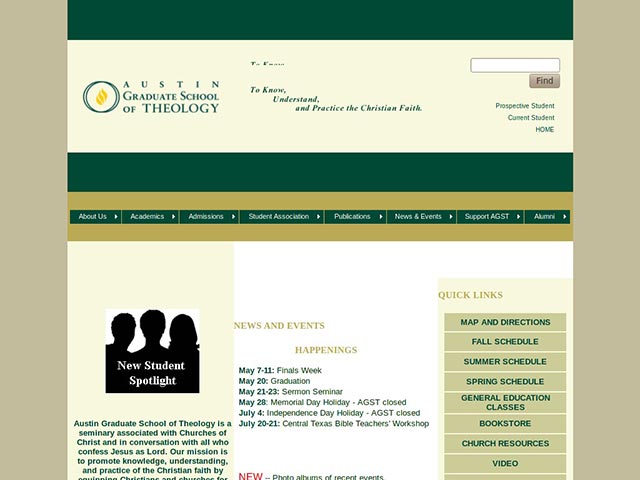 To Know,
AUSTIN
GRADUATE SCHOOL
OF THEOLOGY
To Know,
Understand,
and Practice the Christian Faith.
Find
Prospective Student
Current Student
HOME
About Us
Academics
Admissions
Student Association
Publications
News & Events
Support AGST
Alumni
New Student
Spotlight
Austin Graduate School of Theology is a
seminary associated with Churches of
Christ and in conversation with all who
confess Jesus as Lord. Our mission is
to promote knowledge, understanding,
and practice of the Christian faith by
equipping Christians and churches for
NEWS AND EVENTS
HAPPENINGS
May 7-11: Finals Week
May 20: Graduation
May 21-23: Sermon Seminar
May 28: Memorial Day Holiday - AGST closed
July 4: Independence Day Holiday - AGST closed
July 20-21: Central Texas Bible Teachers' Workshop
NEW -- Photo albums of recent events.
QUICK LINKS
MAP AND DIRECTIONS
FALL SCHEDULE
SUMMER SCHEDULE
SPRING SCHEDULE
GENERAL EDUCATION
CLASSES
BOOKSTORE
CHURCH RESOURCES
VIDEO